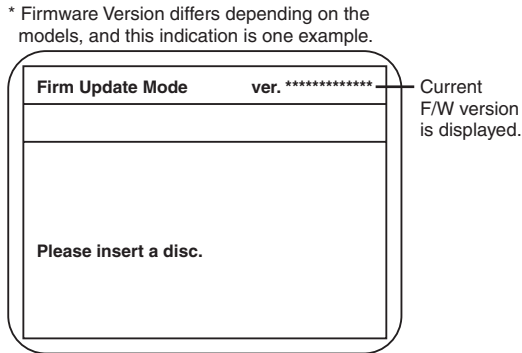 * Firmware Version differs depending on the
models, and this indication is one example.
Firm Update Mode ver. *************
Current
F/W version
is displayed.
Please insert a disc.